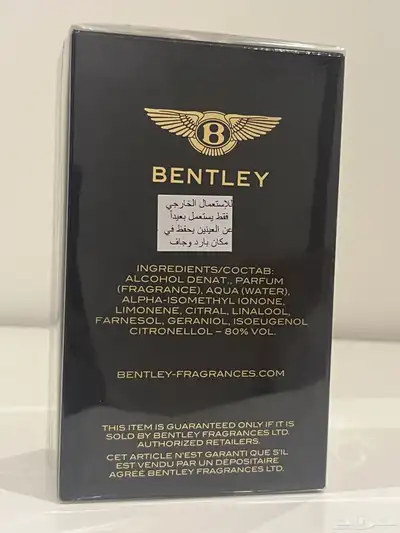 B
BENTLEY
للإستعمال الخارجي
فقط يستعمل بعيداً
عن العينين يحفظ في
مكان بارد وجاف
INGREDIENTS/COCTAB:
ALCOHOL DENAT., PARFUM
(FRAGRANCE), AQUA (WATER),
ALPHA-ISOMETHYL IONONE,
LIMONENE, CITRAL, LINALOOL,
FARNESOL, GERANIOL, ISOEUGENOL
CITRONELLOL – 80% VOL.
BENTLEY-FRAGRANCES.COM
THIS ITEM IS GUARANTEED ONLY IF IT IS
SOLD BY BENTLEY FRAGRANCES LTD.
AUTHORIZED RETAILERS.
CET ARTICLE N'EST GARANTI QUE S'IL
EST VENDU PAR UN DÉPOSITAIRE
AGRÉÉ BENTLEY FRAGRANCES LTD.